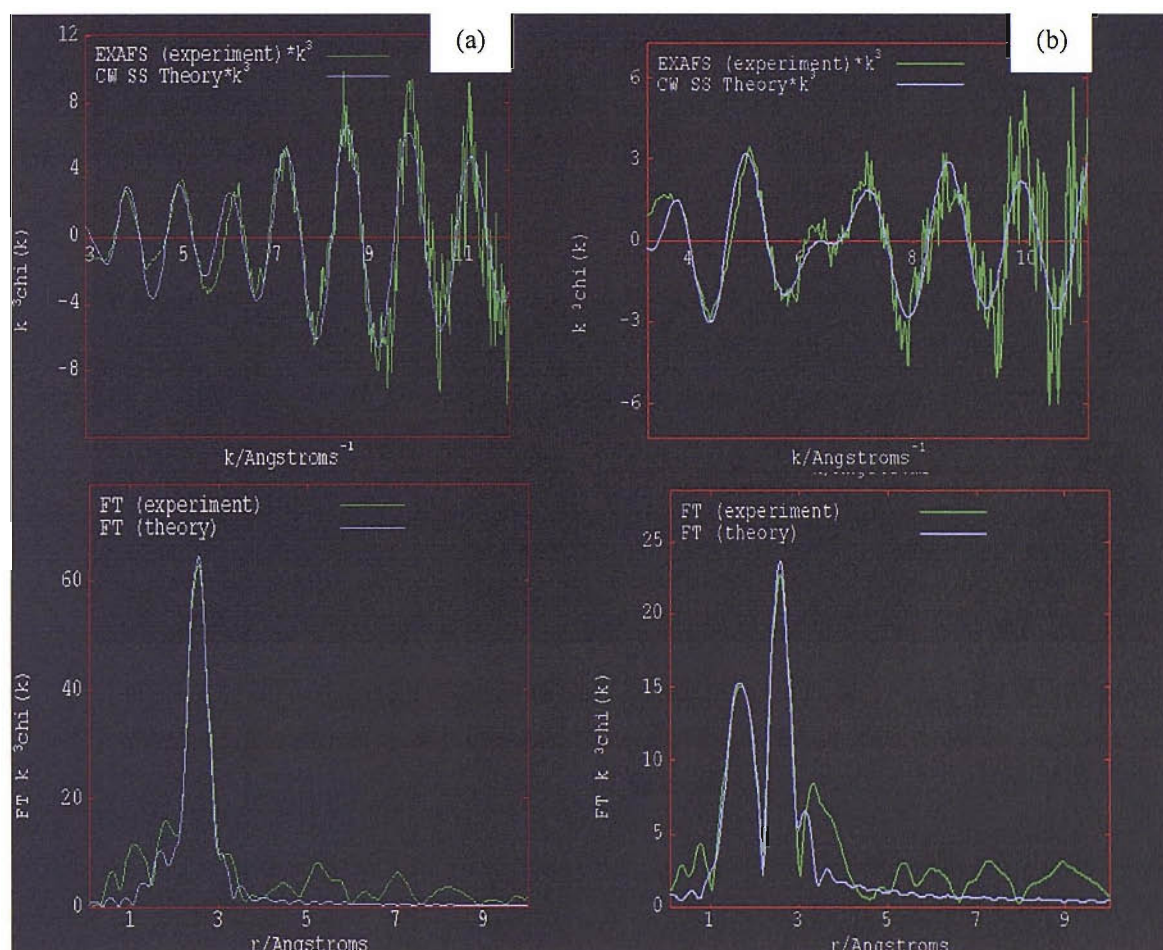 (a)
EXAFS (experiment)*k³
CW SS Theory*k³
12
8
4
0
-4
-8
3 5 7 9 11
k ³chi(k)
k/Angstroms⁻¹
(b)
EXAFS (experiment)*k³
CW SS Theory*k³
6
3
0
-3
-6
4 6 8 10
k ³chi(k)
k/Angstroms⁻¹
FT (experiment)
FT (theory)
60
40
20
0
1 3 5 7 9
FT k ³chi(k)
r/Angstroms
FT (experiment)
FT (theory)
25
20
15
10
5
0
1 3 5 7 9
FT k ³chi(k)
r/Angstroms